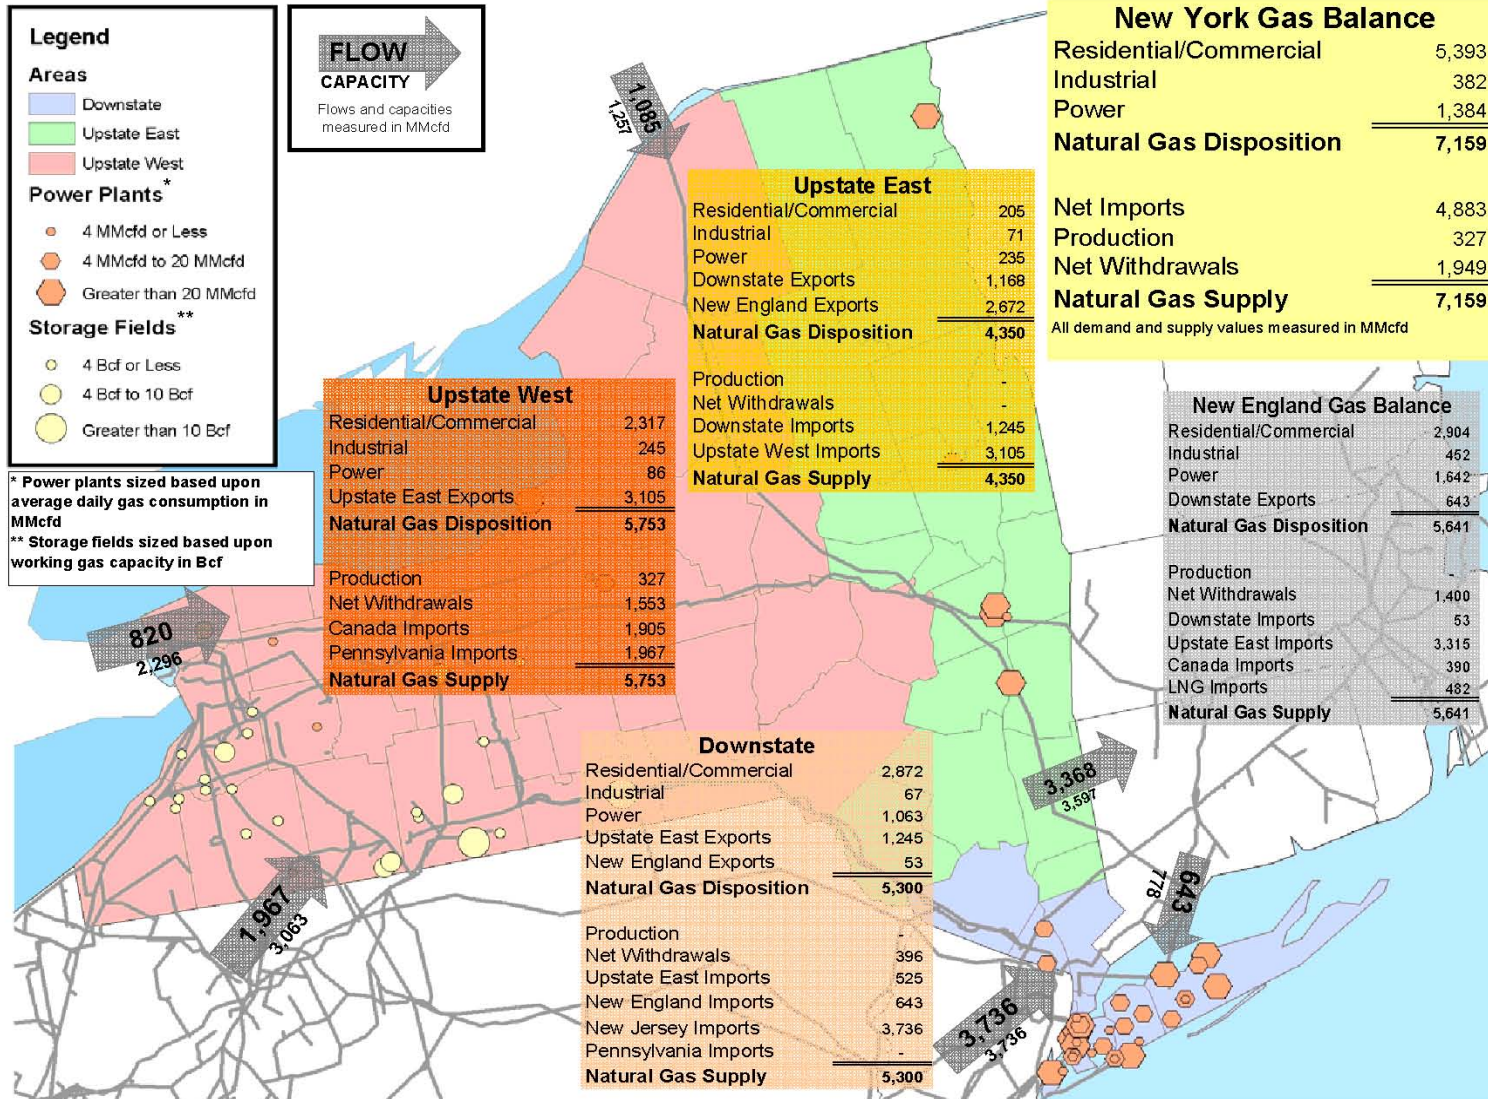 Legend
Areas
Downstate
Upstate East
Upstate West
Power Plants*
4 MMcfd or Less
4 MMcfd to 20 MMcfd
Greater than 20 MMcfd
Storage Fields**
4 Bcf or Less
4 Bcf to 10 Bcf
Greater than 10 Bcf
* Power plants sized based upon
average daily gas consumption in
MMcfd
** Storage fields sized based upon
working gas capacity in Bcf
FLOW
CAPACITY
Flows and capacities
measured in MMcfd
1,085
1,257
820
2,296
1,967
3,063
3,368
3,597
643
778
3,736
3,736
New York Gas Balance
Residential/Commercial 5,393
Industrial 382
Power 1,384
Natural Gas Disposition 7,159
Net Imports 4,883
Production 327
Net Withdrawals 1,949
Natural Gas Supply 7,159
All demand and supply values measured in MMcfd
Upstate East
Residential/Commercial 205
Industrial 71
Power 235
Downstate Exports 1,168
New England Exports 2,672
Natural Gas Disposition 4,350
Production -
Net Withdrawals -
Downstate Imports 1,245
Upstate West Imports 3,105
Natural Gas Supply 4,350
Upstate West
Residential/Commercial 2,317
Industrial 245
Power 86
Upstate East Exports 3,105
Natural Gas Disposition 5,753
Production 327
Net Withdrawals 1,553
Canada Imports 1,905
Pennsylvania Imports 1,967
Natural Gas Supply 5,753
New England Gas Balance
Residential/Commercial 2,904
Industrial 452
Power 1,642
Downstate Exports 643
Natural Gas Disposition 5,641
Production -
Net Withdrawals 1,400
Downstate Imports 53
Upstate East Imports 3,315
Canada Imports 390
LNG Imports 482
Natural Gas Supply 5,641
Downstate
Residential/Commercial 2,872
Industrial 67
Power 1,063
Upstate East Exports 1,245
New England Exports 53
Natural Gas Disposition 5,300
Production -
Net Withdrawals 396
Upstate East Imports 525
New England Imports 643
New Jersey Imports 3,736
Pennsylvania Imports -
Natural Gas Supply 5,300